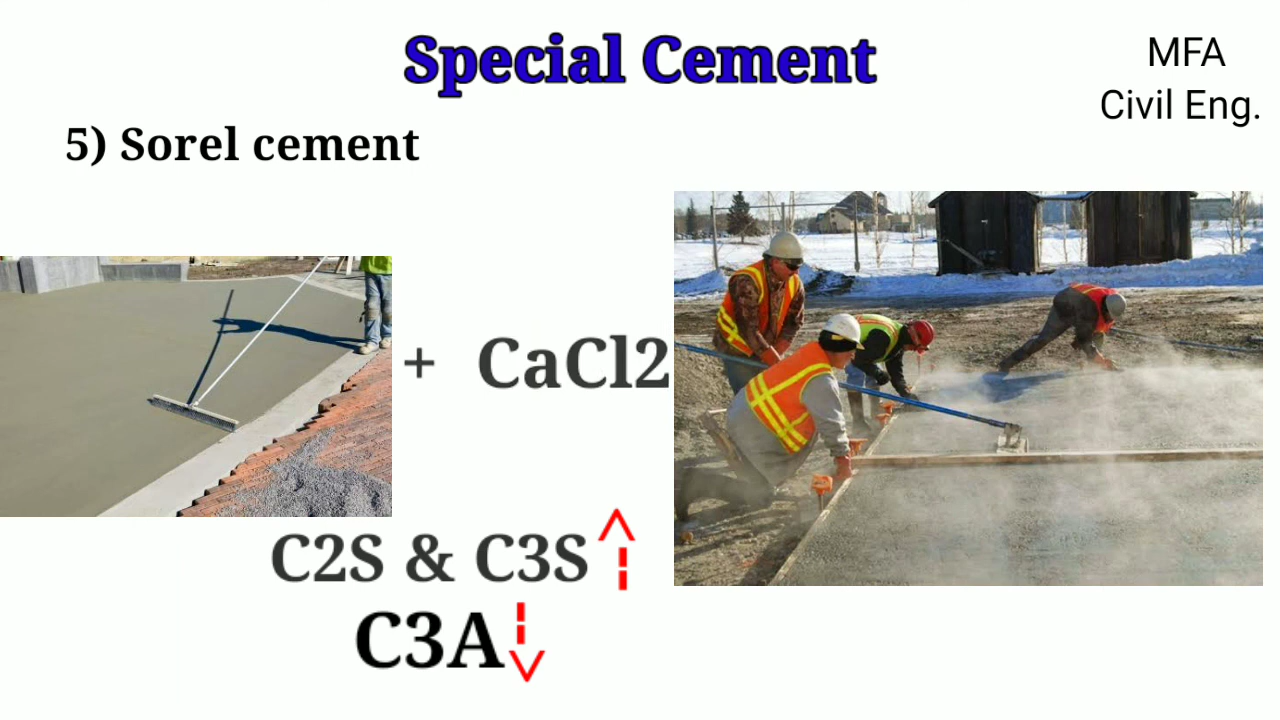 Special Cement
MFA
Civil Eng.
5) Sorel cement
+ CaCl2
C2S & C3S
C3A